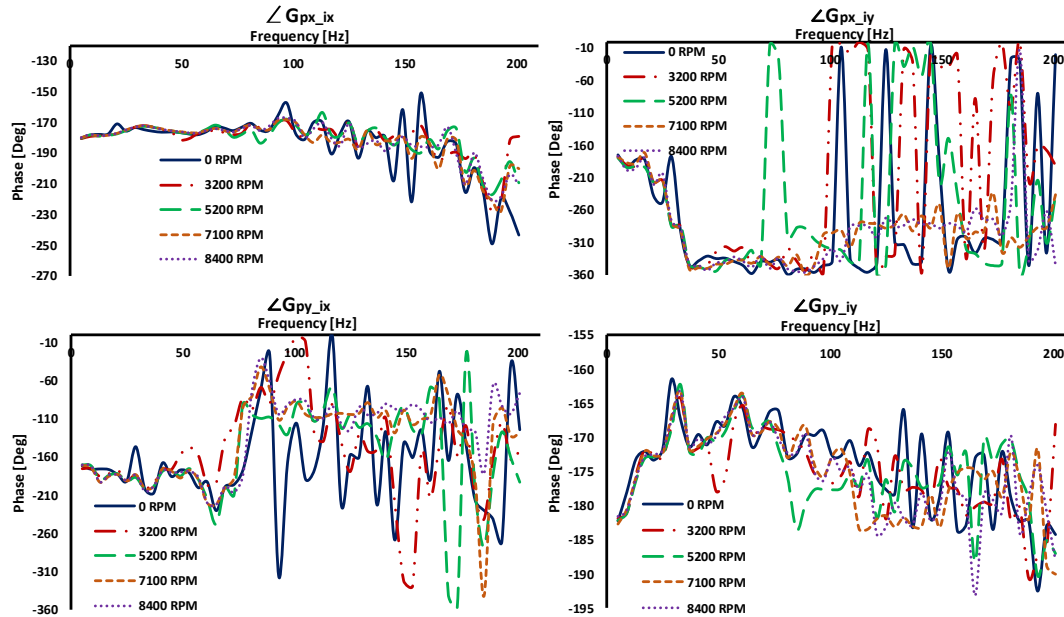 ∠Gpx_ix
Frequency [Hz]
0 50 100 150 200
-130
-150
-170
-190
-210
-230
-250
-270
Phase [Deg]
0 RPM
3200 RPM
5200 RPM
7100 RPM
8400 RPM
∠Gpx_iy
Frequency [Hz]
0 50 100 150 200
-10
-60
-110
-160
-210
-260
-310
-360
Phase [Deg]
0 RPM
3200 RPM
5200 RPM
7100 RPM
8400 RPM
∠Gpy_ix
Frequency [Hz]
0 50 100 150 200
-10
-60
-110
-160
-210
-260
-310
-360
Phase [Deg]
0 RPM
3200 RPM
5200 RPM
7100 RPM
8400 RPM
∠Gpy_iy
Frequency [Hz]
0 50 100 150 200
-155
-160
-165
-170
-175
-180
-185
-190
-195
Phase [Deg]
0 RPM
3200 RPM
5200 RPM
7100 RPM
8400 RPM